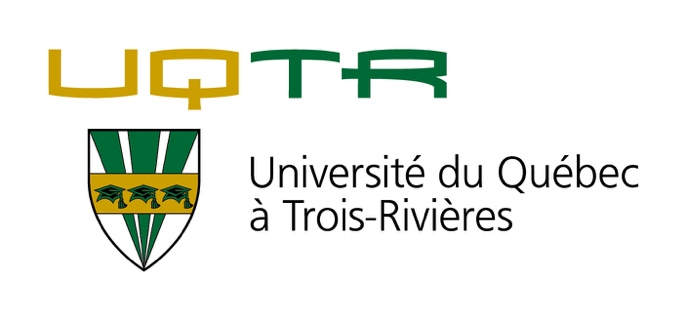 UQTR
Université du Québec
à Trois-Rivières